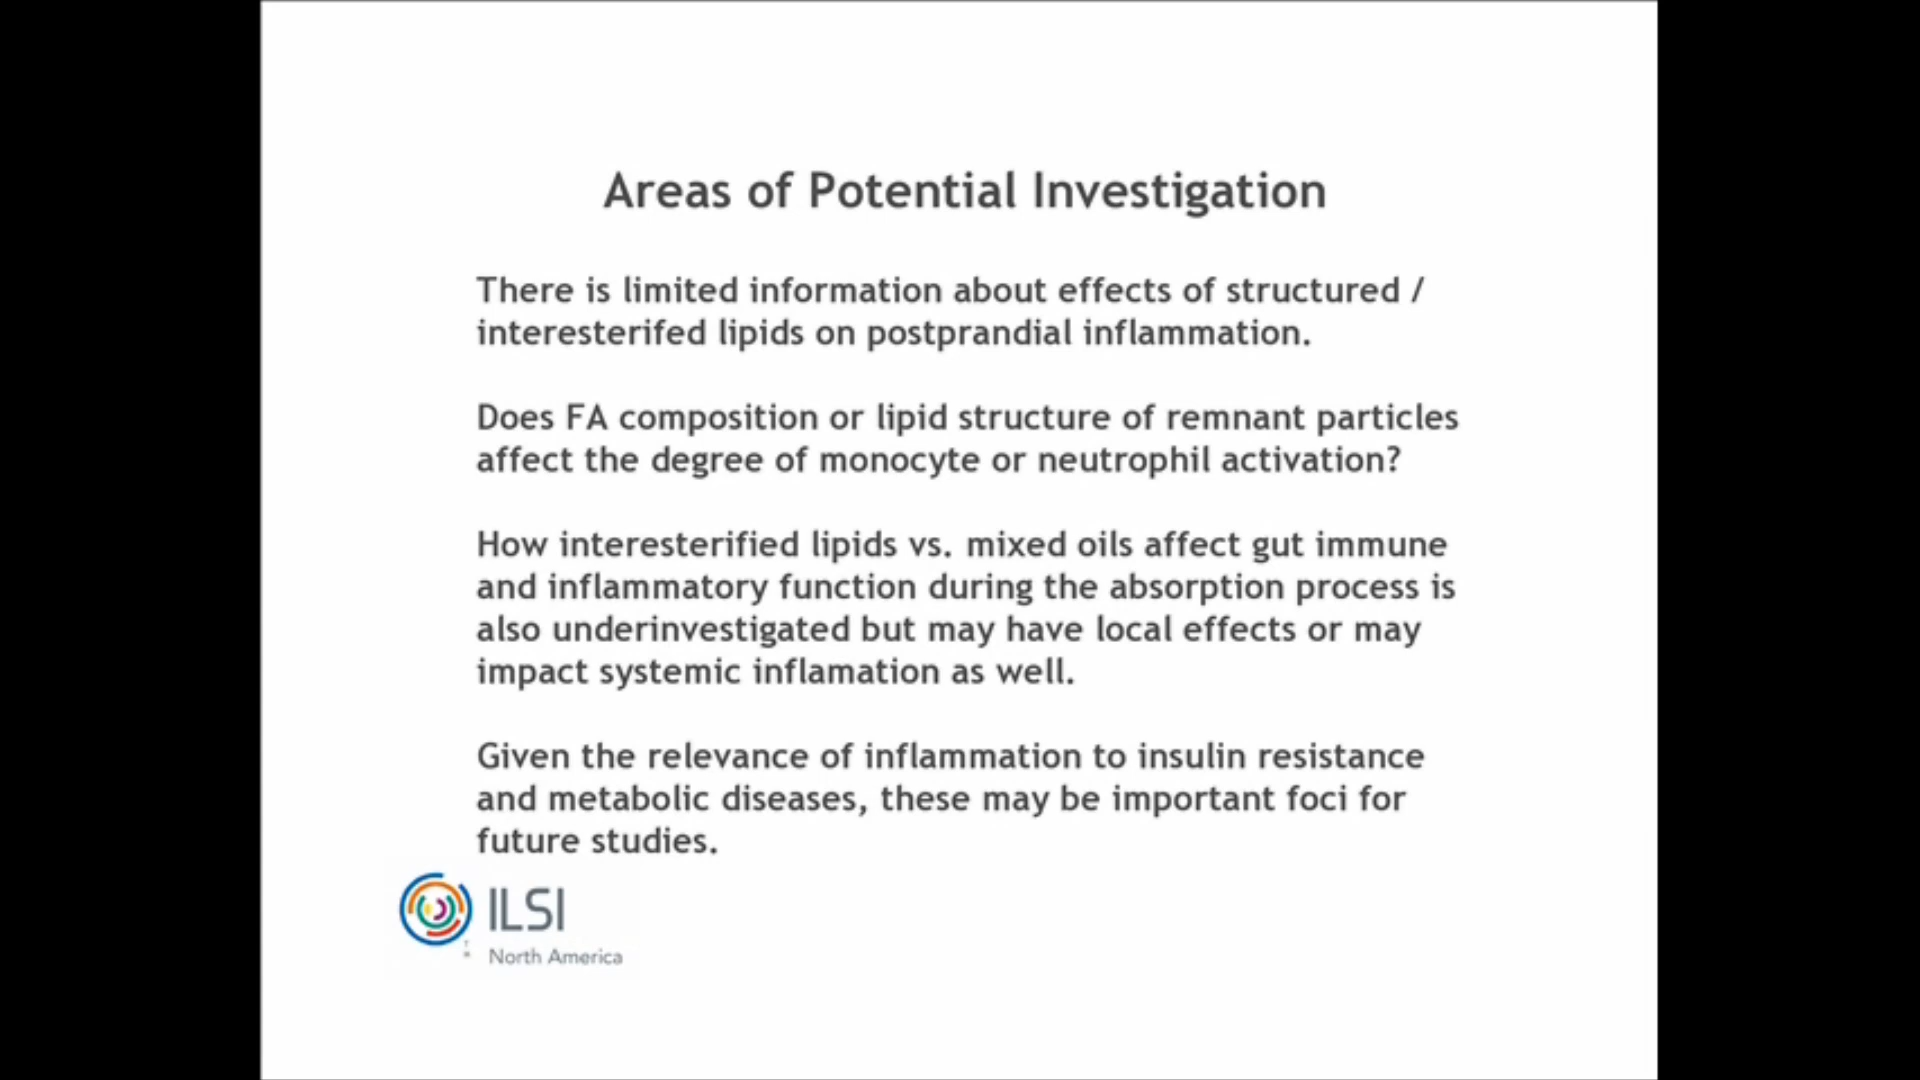 Areas of Potential Investigation
There is limited information about effects of structured /
interesterifed lipids on postprandial inflammation.
Does FA composition or lipid structure of remnant particles
affect the degree of monocyte or neutrophil activation?
How interesterified lipids vs. mixed oils affect gut immune
and inflammatory function during the absorption process is
also underinvestigated but may have local effects or may
impact systemic inflamation as well.
Given the relevance of inflammation to insulin resistance
and metabolic diseases, these may be important foci for
future studies.
ILSI
North America